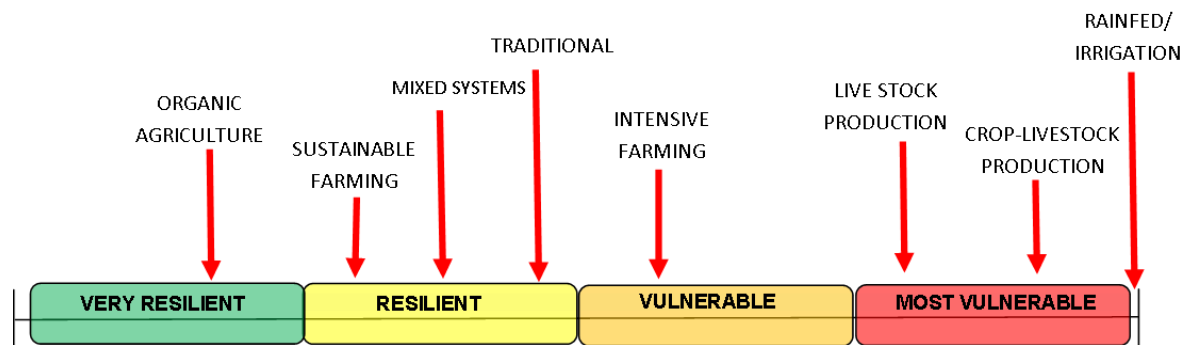 RAINFED/
IRRIGATION
TRADITIONAL
MIXED SYSTEMS
LIVE STOCK
PRODUCTION
ORGANIC
AGRICULTURE
INTENSIVE
FARMING
CROP-LIVESTOCK
PRODUCTION
SUSTAINABLE
FARMING
VERY RESILIENT
RESILIENT
VULNERABLE
MOST VULNERABLE